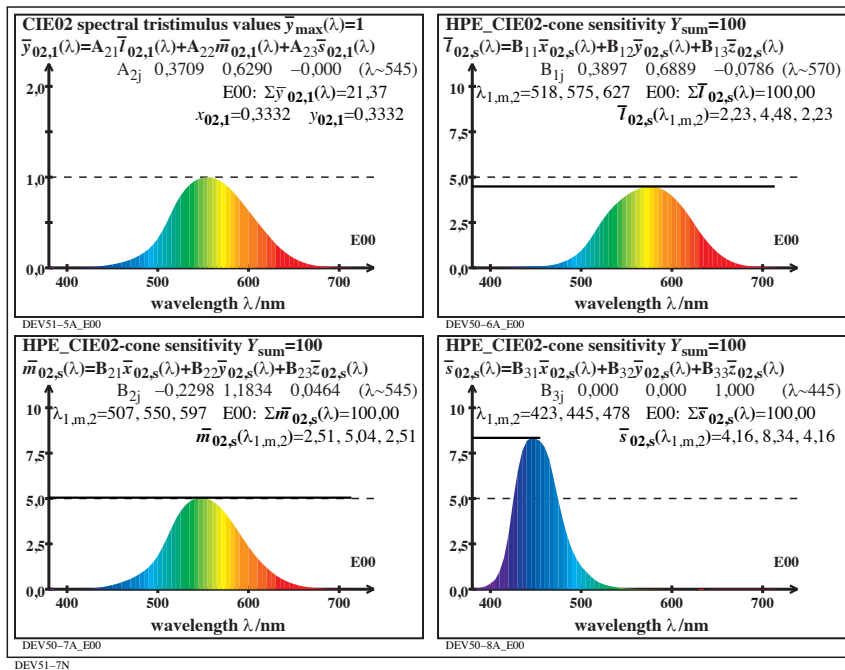 CIE02 spectral tristimulus values y̅max(λ)=1
y̅02,1(λ)=A21l̅02,1(λ)+A22m̅02,1(λ)+A23s̅02,1(λ)
2,0
A2j 0,3709 0,6290 −0,000 (λ~545)
E00: Σy̅02,1(λ)=21,37
x02,1=0,3332 y02,1=0,3332
1,0
E00
0,0
400 500 600 700
wavelength λ/nm
DEV51−5A_E00
HPE_CIE02-cone sensitivity Ysum=100
l̅02,s(λ)=B11x̅02,s(λ)+B12y̅02,s(λ)+B13z̅02,s(λ)
B1j 0,3897 0,6889 −0,0786 (λ~570)
10
λ1,m,2=518, 575, 627 E00: Σl̅02,s(λ)=100,00
l̅02,s(λ1,m,2)=2,23, 4,48, 2,23
7,5
5,0
2,5
E00
0,0
400 500 600 700
wavelength λ/nm
DEV50−6A_E00
HPE_CIE02-cone sensitivity Ysum=100
m̅02,s(λ)=B21x̅02,s(λ)+B22y̅02,s(λ)+B23z̅02,s(λ)
B2j −0,2298 1,1834 0,0464 (λ~545)
10
λ1,m,2=507, 550, 597 E00: Σm̅02,s(λ)=100,00
m̅02,s(λ1,m,2)=2,51, 5,04, 2,51
7,5
5,0
2,5
E00
0,0
400 500 600 700
wavelength λ/nm
DEV50−7A_E00
HPE_CIE02-cone sensitivity Ysum=100
s̅02,s(λ)=B31x̅02,s(λ)+B32y̅02,s(λ)+B33z̅02,s(λ)
B3j 0,000 0,000 1,000 (λ~445)
10
λ1,m,2=423, 445, 478 E00: Σs̅02,s(λ)=100,00
s̅02,s(λ1,m,2)=4,16, 8,34, 4,16
7,5
5,0
2,5
E00
0,0
400 500 600 700
wavelength λ/nm
DEV50−8A_E00
DEV51−7N